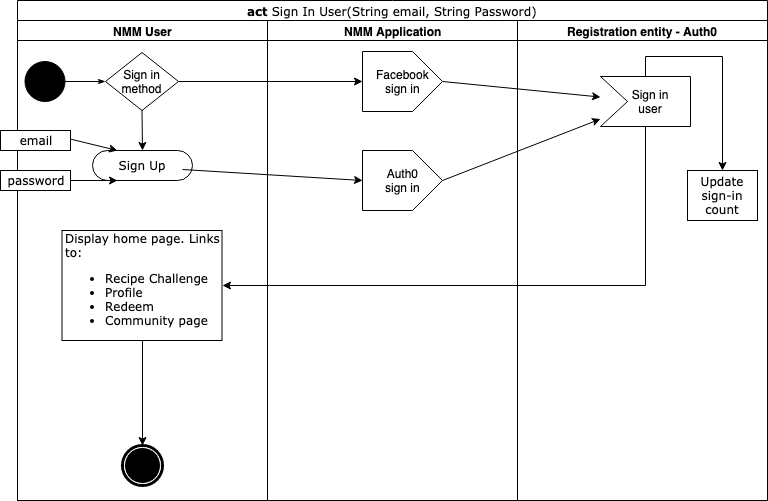 act Sign In User(String email, String Password)
NMM User
NMM Application
Registration entity - Auth0
Sign in
method
Facebook
sign in
Sign in
user
email
Sign Up
password
Auth0
sign in
Update
sign-in
count
Display home page. Links
to:
• Recipe Challenge
• Profile
• Redeem
• Community page